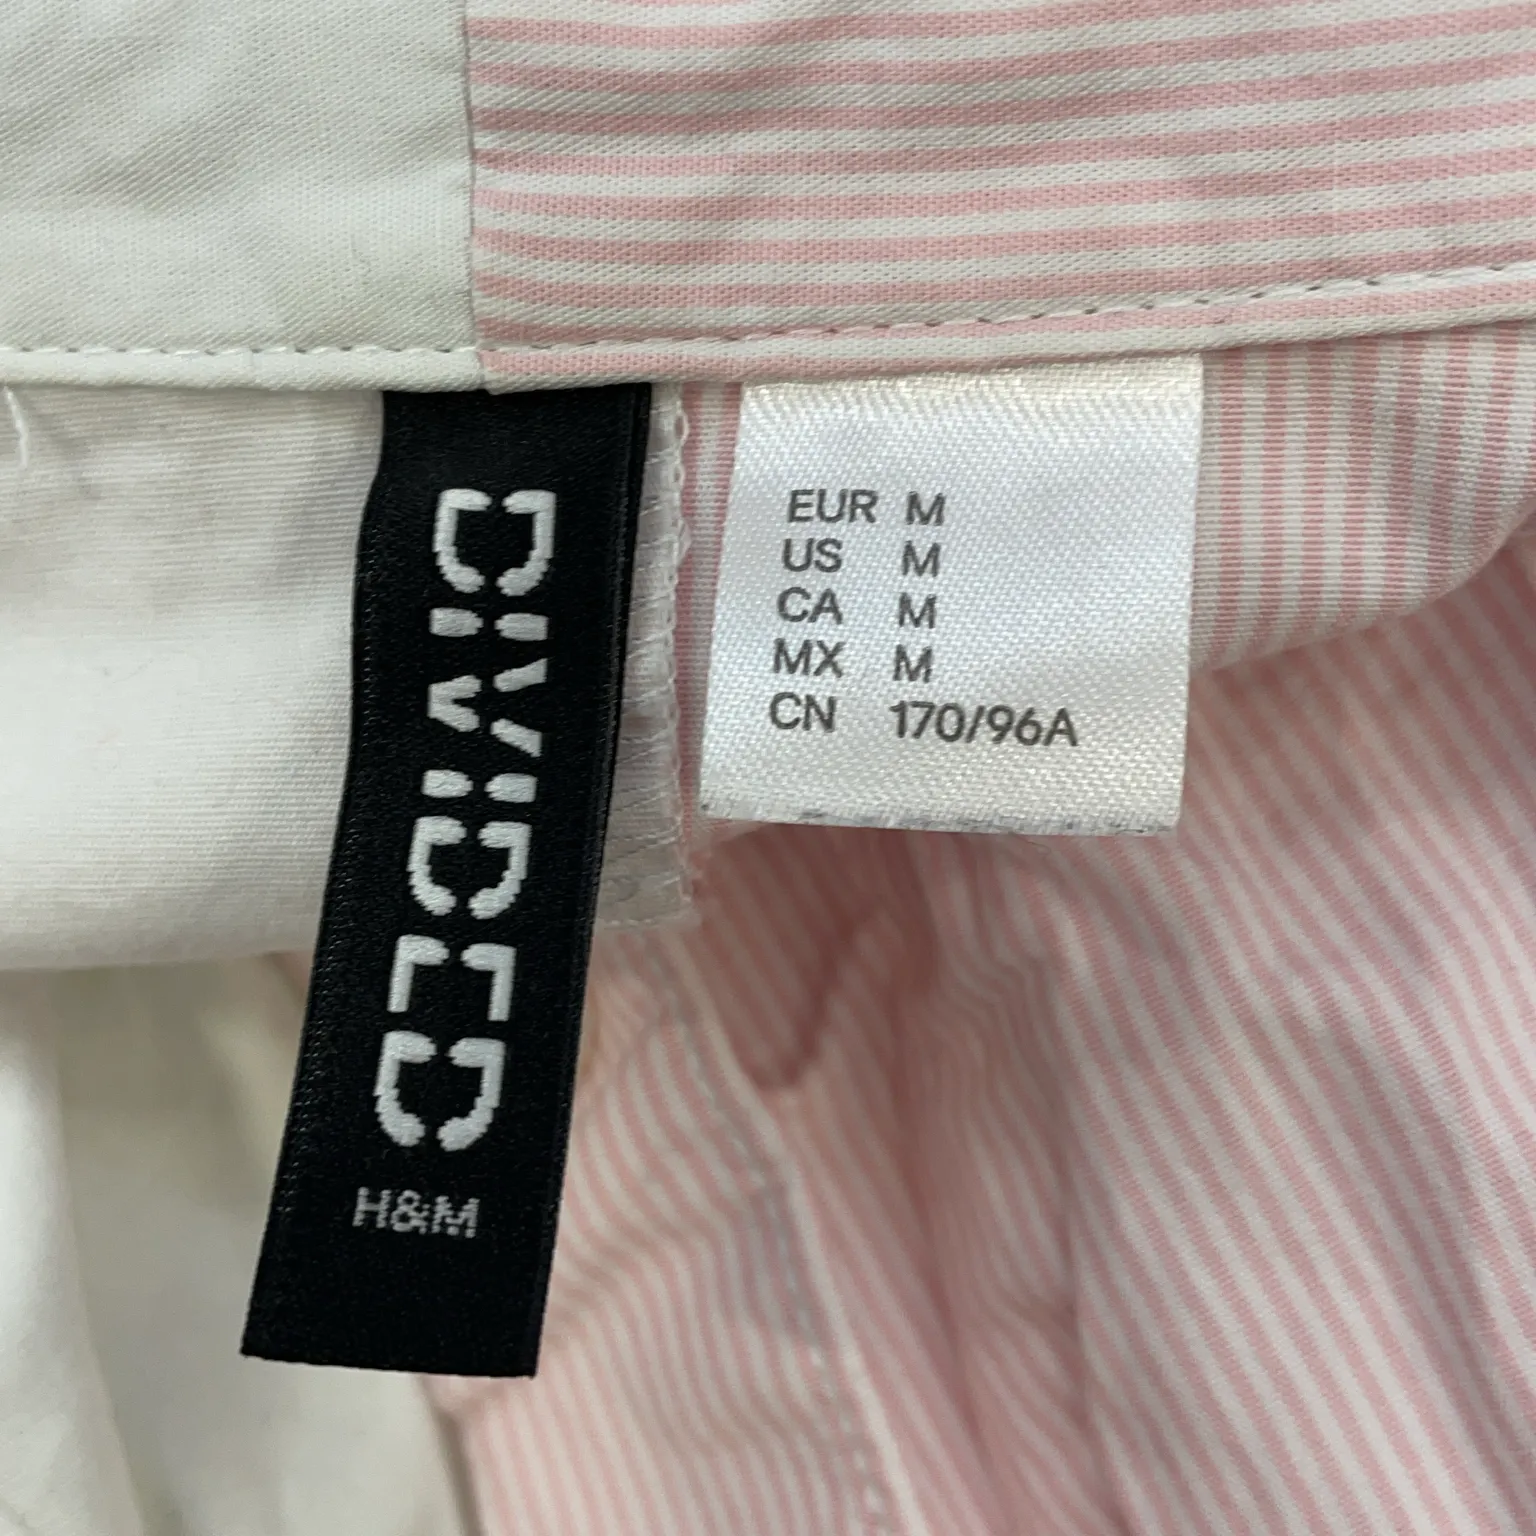 DIVIDED
H&M
EUR M
US M
CA M
MX M
CN 170/96A